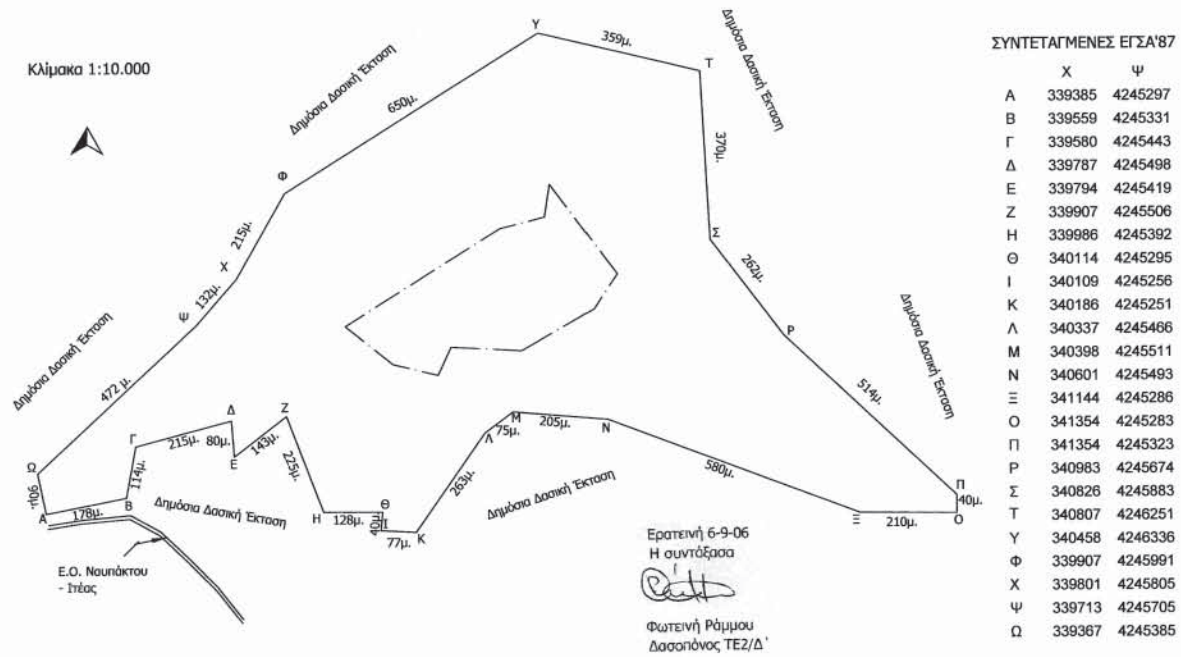 Κλίμακα 1:10.000
Δημόσια Δασική Έκταση
Δημόσια Δασική Έκταση
Δημόσια Δασική Έκταση
Δημόσια Δασική Έκταση
Δημόσια Δασική Έκταση
Δημόσια Δασική Έκταση
Υ
359μ.
Τ
650μ.
370μ.
Φ
Σ
215μ.
262μ.
Χ
132μ.
Ψ
Ρ
472 μ.
514μ.
Δ
Ζ
Μ
205μ.
Ν
215μ.
80μ.
143μ.
75μ.
Λ
Γ
Ε
225μ.
263μ.
580μ.
Ω
90μ.
114μ.
Π
40μ.
Α
178μ.
Β
Η
128μ.
Θ
40μ.
Ι
77μ.
Κ
Ξ
210μ.
Ο
Ε.Ο. Ναυπάκτου
- Ιτέας
Ερατεινή 6-9-06
Η συντάξασα
Φωτεινή Ράμμου
Δασοπόνος ΤΕ2/Δ΄
ΣΥΝΤΕΤΑΓΜΕΝΕΣ ΕΓΣΑ'87
Χ Ψ
Α 339385 4245297
Β 339559 4245331
Γ 339580 4245443
Δ 339787 4245498
Ε 339794 4245419
Ζ 339907 4245506
Η 339986 4245392
Θ 340114 4245295
Ι 340109 4245256
Κ 340186 4245251
Λ 340337 4245466
Μ 340398 4245511
Ν 340601 4245493
Ξ 341144 4245286
Ο 341354 4245283
Π 341354 4245323
Ρ 340983 4245674
Σ 340826 4245883
Τ 340807 4246251
Υ 340458 4246336
Φ 339907 4245991
Χ 339801 4245805
Ψ 339713 4245705
Ω 339367 4245385